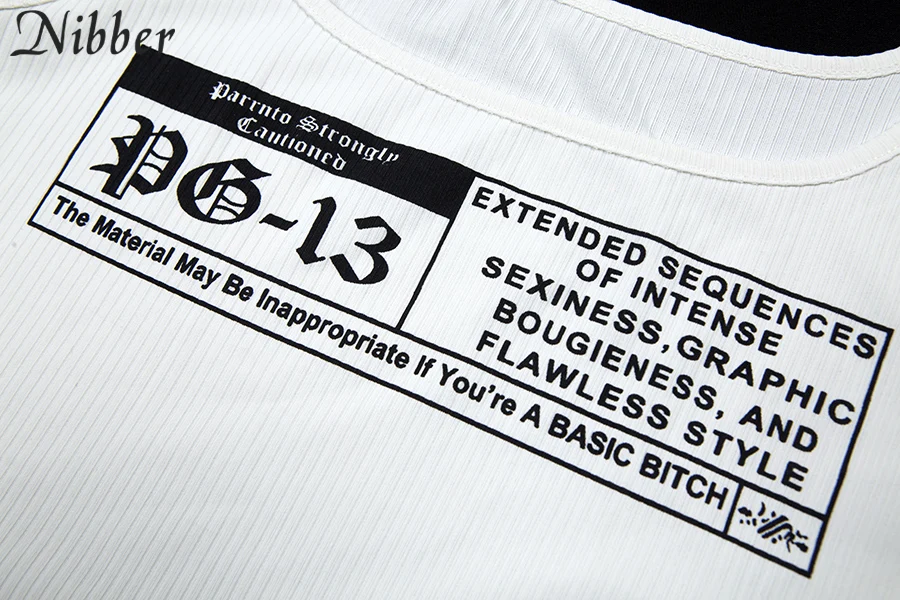 Nibber
Parrnto Strongly
Cautioned
PG-13
EXTENDED SEQUENCES
OF INTENSE
SEXINESS, GRAPHIC
BOUGIENESS, AND
FLAWLESS STYLE
The Material May Be Inappropriate If You're A BASIC BITCH